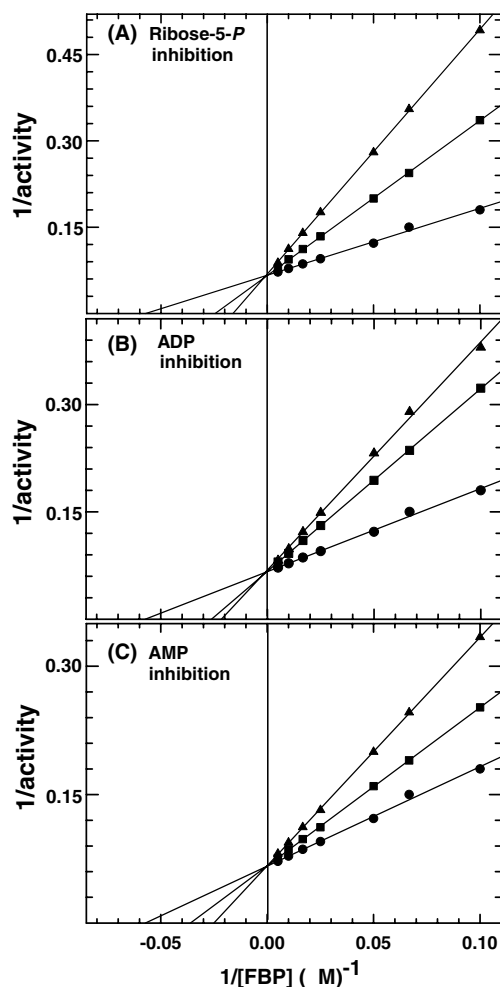 (A) Ribose-5-P
inhibition
0.45
0.30
0.15
1/activity
(B) ADP
inhibition
0.30
0.15
1/activity
(C) AMP
inhibition
0.30
0.15
1/activity
-0.05 0.00 0.05 0.10
1/[FBP] ( M)-1